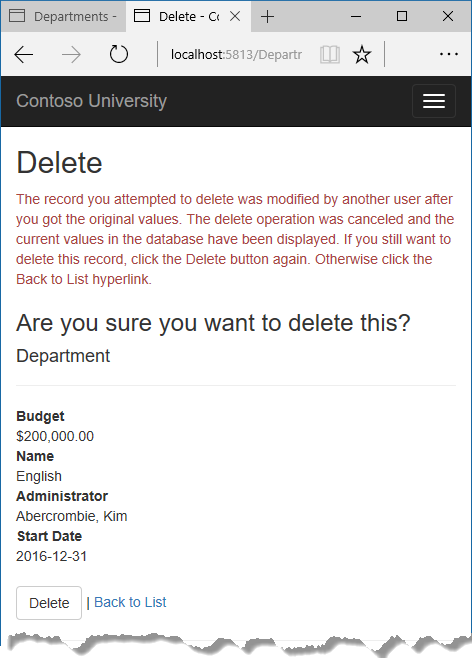 Departments -
Delete - Co
localhost:5813/Departr
Contoso University
Delete
The record you attempted to delete was modified by another user after
you got the original values. The delete operation was canceled and the
current values in the database have been displayed. If you still want to
delete this record, click the Delete button again. Otherwise click the
Back to List hyperlink.
Are you sure you want to delete this?
Department
Budget
$200,000.00
Name
English
Administrator
Abercrombie, Kim
Start Date
2016-12-31
Delete | Back to List